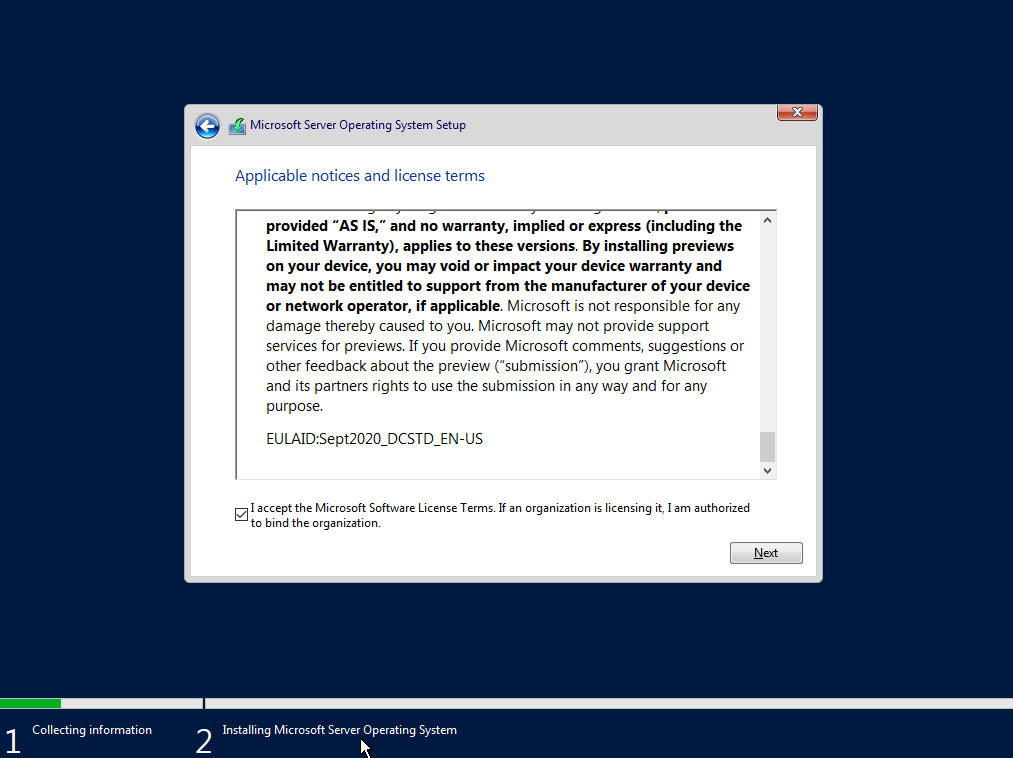 Microsoft Server Operating System Setup
Applicable notices and license terms
provided “AS IS,” and no warranty, implied or express (including the
Limited Warranty), applies to these versions. By installing previews
on your device, you may void or impact your device warranty and
may not be entitled to support from the manufacturer of your device
or network operator, if applicable. Microsoft is not responsible for any
damage thereby caused to you. Microsoft may not provide support
services for previews. If you provide Microsoft comments, suggestions or
other feedback about the preview (“submission”), you grant Microsoft
and its partners rights to use the submission in any way and for any
purpose.
EULAID:Sept2020_DCSTD_EN-US
I accept the Microsoft Software License Terms. If an organization is licensing it, I am authorized
to bind the organization.
Next
1 Collecting information
2 Installing Microsoft Server Operating System